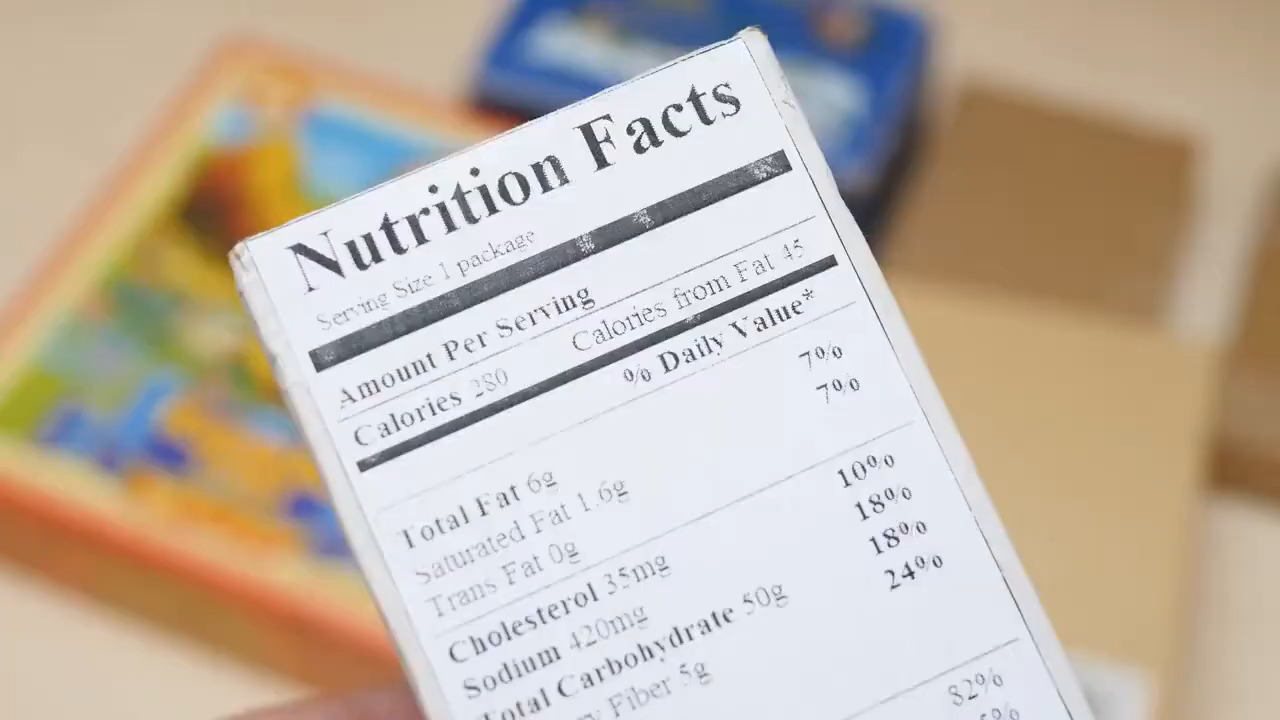 Nutrition Facts
Serving Size 1 package
Amount Per Serving
Calories 280 Calories from Fat 45
% Daily Value*
Total Fat 6g 7%
Saturated Fat 1.6g 7%
Trans Fat 0g
Cholesterol 35mg 10%
Sodium 420mg 18%
Total Carbohydrate 50g 18%
Fiber 5g 24%
82%